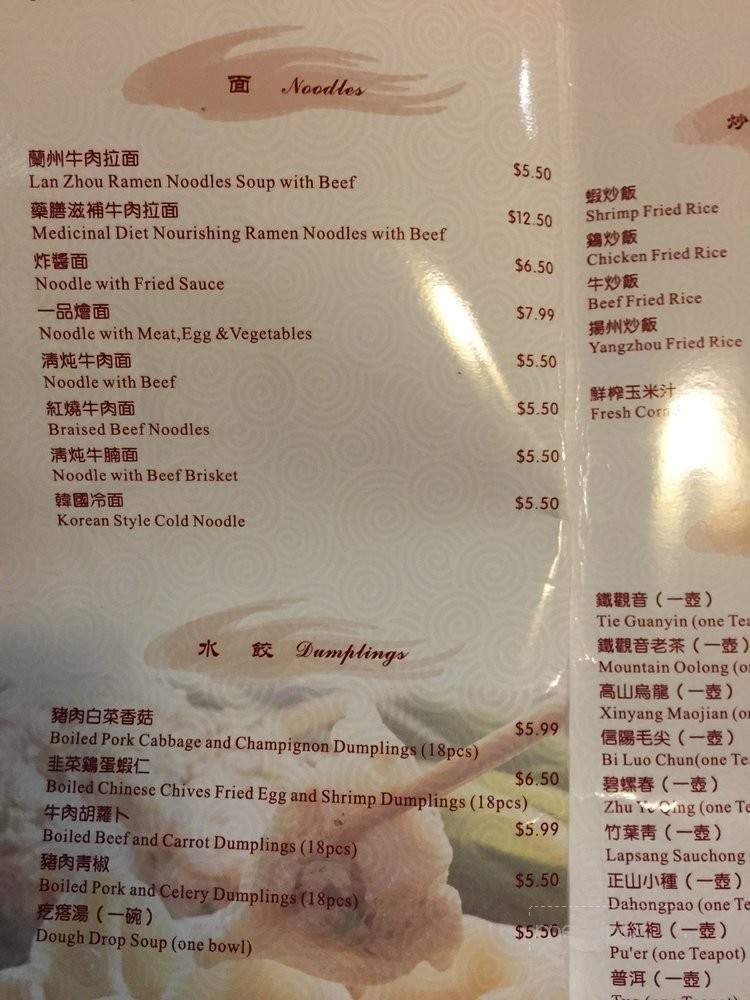 面 Noodles
蘭州牛肉拉面
Lan Zhou Ramen Noodles Soup with Beef $5.50
藥膳滋補牛肉拉面
Medicinal Diet Nourishing Ramen Noodles with Beef $12.50
炸醬面
Noodle with Fried Sauce $6.50
一品燴面
Noodle with Meat,Egg &Vegetables $7.99
清炖牛肉面
Noodle with Beef $5.50
紅燒牛肉面
Braised Beef Noodles $5.50
清炖牛腩面
Noodle with Beef Brisket $5.50
韓國冷面
Korean Style Cold Noodle $5.50
水 餃 Dumplings
豬肉白菜香菇
Boiled Pork Cabbage and Champignon Dumplings (18pcs) $5.99
韭菜鷄蛋蝦仁
Boiled Chinese Chives Fried Egg and Shrimp Dumplings (18pcs) $6.50
牛肉胡蘿卜
Boiled Beef and Carrot Dumplings (18pcs) $5.99
豬肉青椒
Boiled Pork and Celery Dumplings (18pcs) $5.50
疙瘩湯（一碗）
Dough Drop Soup (one bowl) $5.50
炒
蝦炒飯
Shrimp Fried Rice
鷄炒飯
Chicken Fried Rice
牛炒飯
Beef Fried Rice
揚州炒飯
Yangzhou Fried Rice
鮮榨玉米汁
Fresh Corn
鐵觀音（一壺）
Tie Guanyin (one
鐵觀音老茶（一壺）
Mountain Oolong
高山烏龍（一壺）
Xinyang Maojian
信陽毛尖（一壺）
Bi Luo Chun(one
碧螺春（一壺）
Zhu Ye Qing (one
竹葉青（一壺）
Lapsang Sauchong
正山小種（一壺）
Dahongpao (one
大紅袍（一壺）
Pu'er (one Teapot)
普洱（一壺）